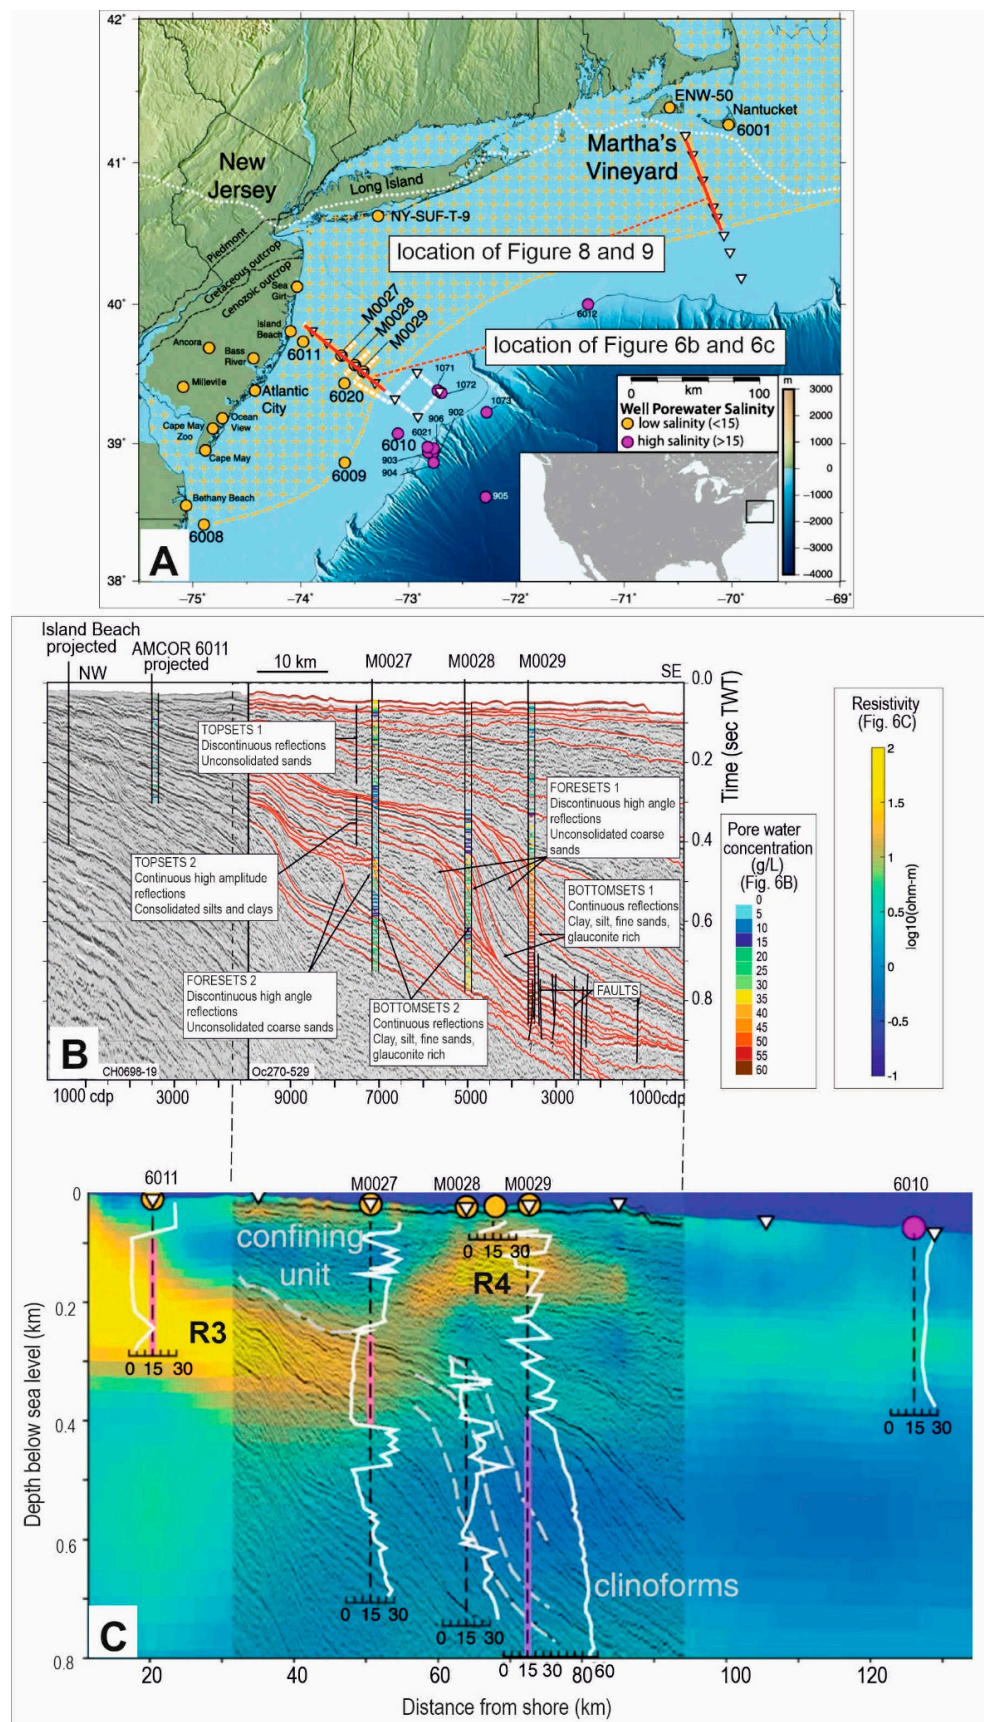 42°
41°
40°
39°
38°
−75°
−74°
−73°
−72°
−71°
−70°
−69°
ENW-50
Nantucket
6001
Martha's
Vineyard
New
Jersey
Long Island
NY-SUF-T-9
Piedmont
Cretaceous outcrop
Cenozoic outcrop
location of Figure 8 and 9
Sea
Girt
M0027
M0028
M0029
6012
Island
Beach
6011
Ancora
Bass
River
location of Figure 6b and 6c
Milleville
Atlantic
City
6020
1071
1072
1073
902
906
6021
6010
903
904
905
Cape May
Zoo
Ocean
View
Cape May
6009
Bethany Beach
6008
0 100
km
Well Porewater Salinity
low salinity (<15)
high salinity (>15)
m
3000
2000
1000
0
−1000
−2000
−3000
−4000
A
Island Beach
projected
NW
AMCOR 6011
projected
10 km
M0027
M0028
M0029
SE
0.0
0.2
0.4
0.6
0.8
Time (sec TWT)
TOPSETS 1
Discontinuous reflections
Unconsolidated sands
FORESETS 1
Discontinuous high angle
reflections
Unconsolidated coarse
sands
TOPSETS 2
Continuous high amplitude
reflections
Consolidated silts and clays
BOTTOMSETS 1
Continuous reflections
Clay, silt, fine sands,
glauconite rich
FORESETS 2
Discontinuous high angle
reflections
Unconsolidated coarse sands
BOTTOMSETS 2
Continuous reflections
Clay, silt, fine sands,
glauconite rich
FAULTS
B
CH0698-19
Oc270-529
1000 cdp
3000
9000
7000
5000
3000
1000cdp
Pore water
concentration
(g/L)
(Fig. 6B)
0
5
10
15
20
25
30
35
40
45
50
55
60
Resistivity
(Fig. 6C)
2
1.5
1
0.5
0
-0.5
-1
log10(ohm-m)
6011
M0027
M0028
M0029
6010
0
0.2
0.4
0.6
0.8
Depth below sea level (km)
confining
unit
R3
R4
clinoforms
0 15 30
0 15 30
0 15 30
0 15 30
0 15 30
0 15 30 60
C
20
40
60
80
100
120
Distance from shore (km)